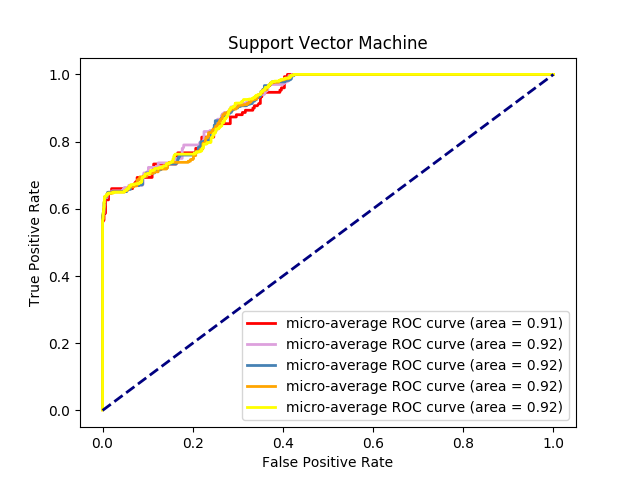 Support Vector Machine
1.0
0.8
0.6
0.4
0.2
0.0
True Positive Rate
micro-average ROC curve (area = 0.91)
micro-average ROC curve (area = 0.92)
micro-average ROC curve (area = 0.92)
micro-average ROC curve (area = 0.92)
micro-average ROC curve (area = 0.92)
0.0 0.2 0.4 0.6 0.8 1.0
False Positive Rate